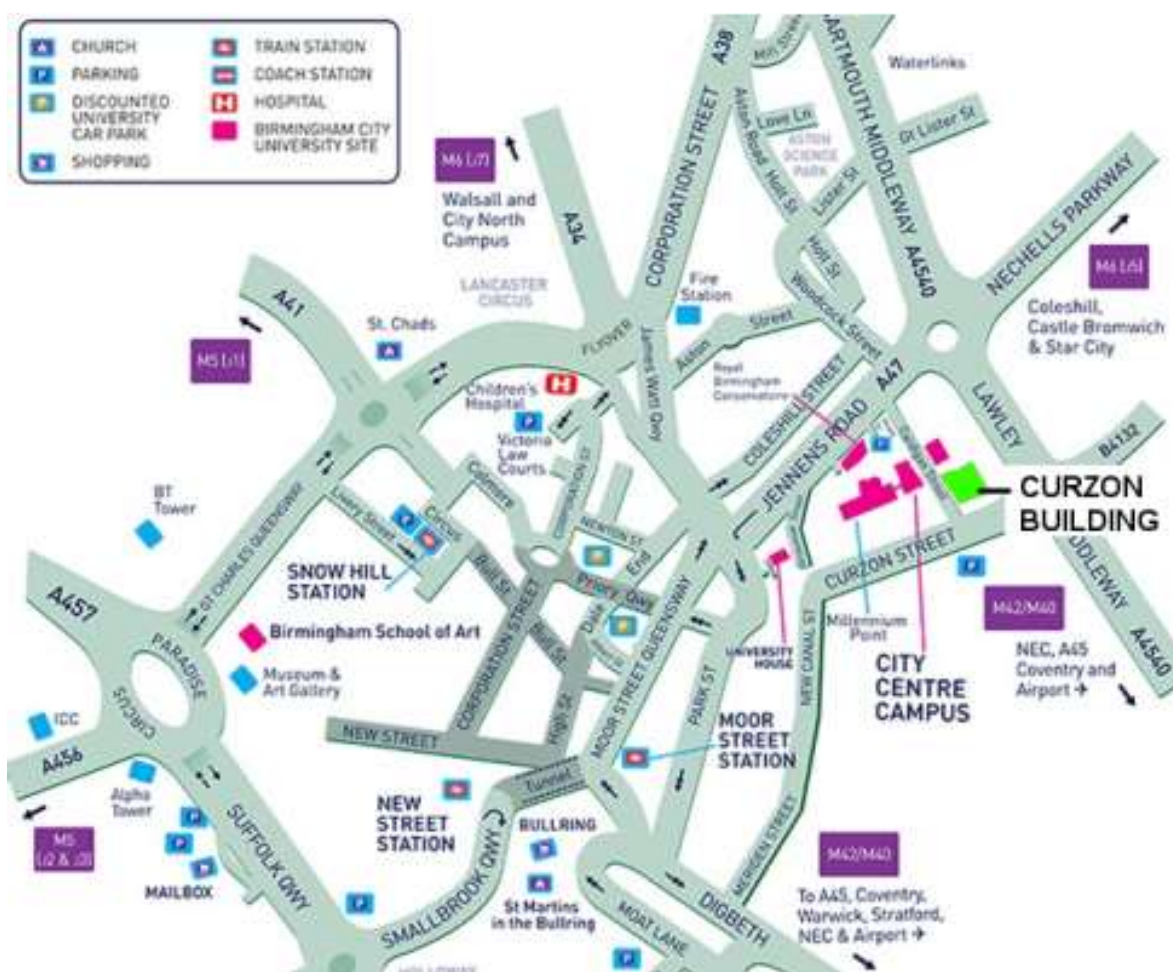 CHURCH
PARKING
DISCOUNTED
UNIVERSITY
CAR PARK
SHOPPING
TRAIN STATION
COACH STATION
H HOSPITAL
BIRMINGHAM CITY
UNIVERSITY SITE
A38
Mill Street
DARTMOUTH MIDDLEWAY A4540
Waterlinks
Aston Road
Love Ln
ASTON
SCIENCE
PARK
Gt Lister St
Lister St
Holt St
Holt St
NECHELLS PARKWAY
M6 (J5)
Coleshill,
Castle Bromwich
& Star City
M6 (J7)
Walsall and
City North
Campus
A34
CORPORATION STREET
LANCASTER
CIRCUS
Fire
Station
FLYOVER
James Watt Qwy
Aston
Street
Woodcock Street
Royal
Birmingham
Conservatoire
A47
A41
M5 (J1)
St. Chads
Children's
Hospital
H
P
Victoria
Law
Courts
COLESHILL STREET
JENNENS ROAD
P
LAWLEY
MIDDLEWAY
B4132
CURZON
BUILDING
BT
Tower
GT CHARLES QUEENSWAY
Livery Street
Colmore
Circus
P
SNOW HILL
STATION
Bull St
Bull St
CORPORATION ST
NEWTON ST
Priory Qwy
Dale
End
CURZON STREET
P
M42/M40
NEC, A45
Coventry and
Airport
A4540
Millennium
Point
CITY
CENTRE
CAMPUS
UNIVERSITY
HOUSE
A457
PARADISE
CIRCUS
Birmingham School of Art
Museum &
Art Gallery
ICC
A456
Alpha
Tower
M5
(J2 & J3)
CORPORATION STREET
NEW STREET
High St
MOOR STREET QUEENSWAY
PARK ST
NEW CANAL ST
MOOR
STREET
STATION
Tunnel
NEW
STREET
STATION
P
P
MAILBOX
SUFFOLK QWY
P
SMALLBROOK QWY
BULLRING
St Martins
in the Bullring
MOAT LANE
P
DIGBETH
MERIDEN STREET
M42/M40
To A45, Coventry,
Warwick, Stratford,
NEC & Airport